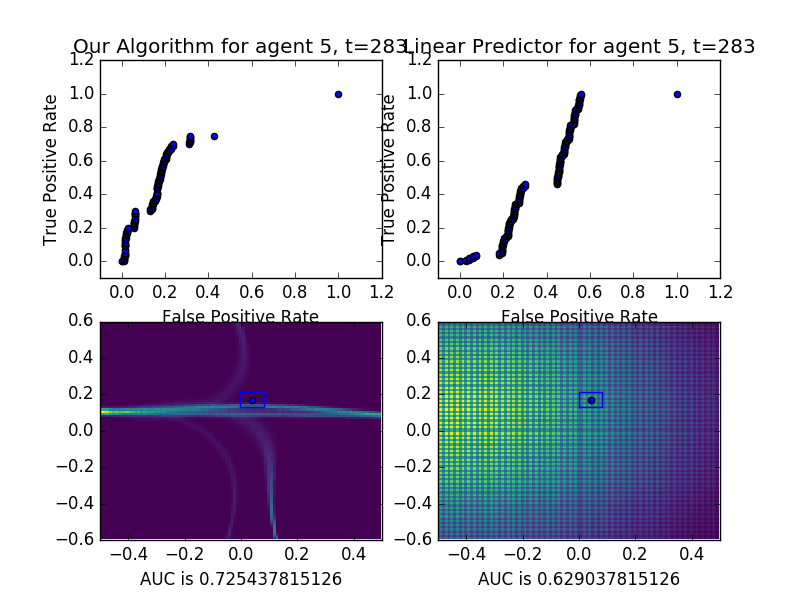 Our Algorithm for agent 5, t=283
Linear Predictor for agent 5, t=283
1.2
1.0
0.8
0.6
0.4
0.2
0.0
True Positive Rate
0.0 0.2 0.4 0.6 0.8 1.0 1.2
False Positive Rate
1.2
1.0
0.8
0.6
0.4
0.2
0.0
True Positive Rate
0.0 0.2 0.4 0.6 0.8 1.0 1.2
False Positive Rate
0.6
0.4
0.2
0.0
−0.2
−0.4
−0.6
−0.4 −0.2 0.0 0.2 0.4
AUC is 0.725437815126
0.6
0.4
0.2
0.0
−0.2
−0.4
−0.6
−0.4 −0.2 0.0 0.2 0.4
AUC is 0.629037815126